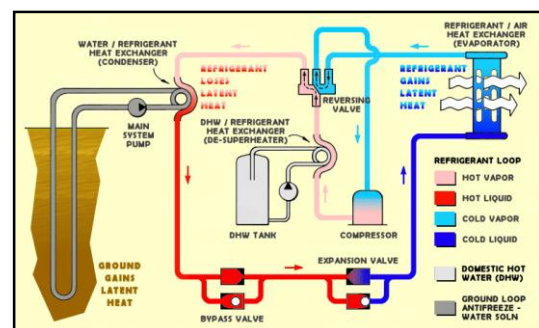 WATER / REFRIGERANT
HEAT EXCHANGER
(CONDENSER)
REFRIGERANT
LOSES
LATENT
HEAT
MAIN
SYSTEM
PUMP
DHW / REFRIGERANT
HEAT EXCHANGER
(DE-SUPERHEATER)
REVERSING
VALVE
REFRIGERANT
GAINS
LATENT
HEAT
REFRIGERANT / AIR
HEAT EXCHANGER
(EVAPORATOR)
DHW TANK
COMPRESSOR
GROUND
GAINS
LATENT
HEAT
BYPASS VALVE
EXPANSION VALVE
REFRIGERANT
LOOP
HOT VAPOR
HOT LIQUID
COLD VAPOR
COLD LIQUID
DOMESTIC HOT
WATER (DHW)
GROUND LOOP
ANTIFREEZE -
WATER SOLN